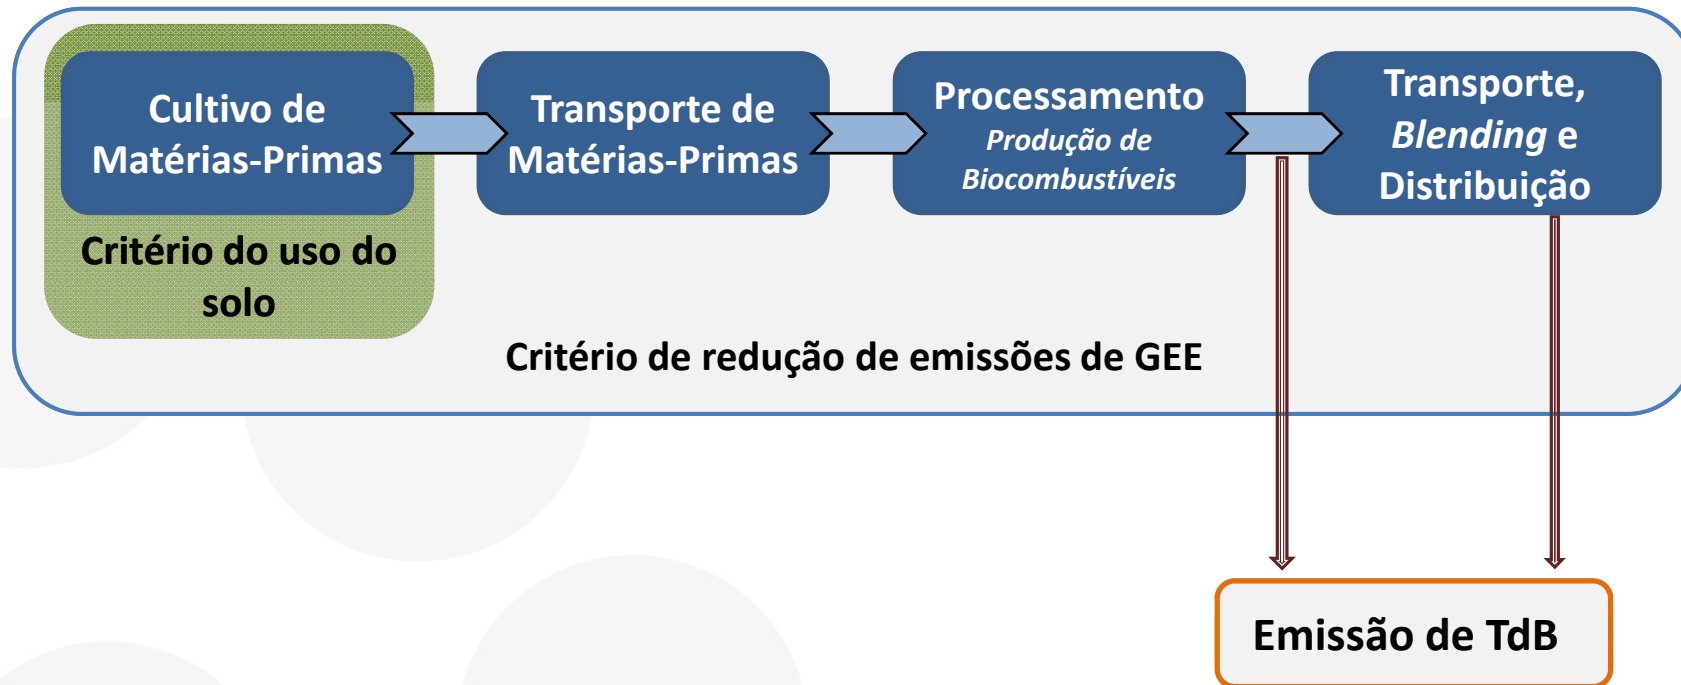 Cultivo de
Matérias-Primas
Transporte de
Matérias-Primas
Processamento
Produção de
Biocombustíveis
Transporte,
Blending e
Distribuição
Critério do uso do
solo
Critério de redução de emissões de GEE
Emissão de TdB